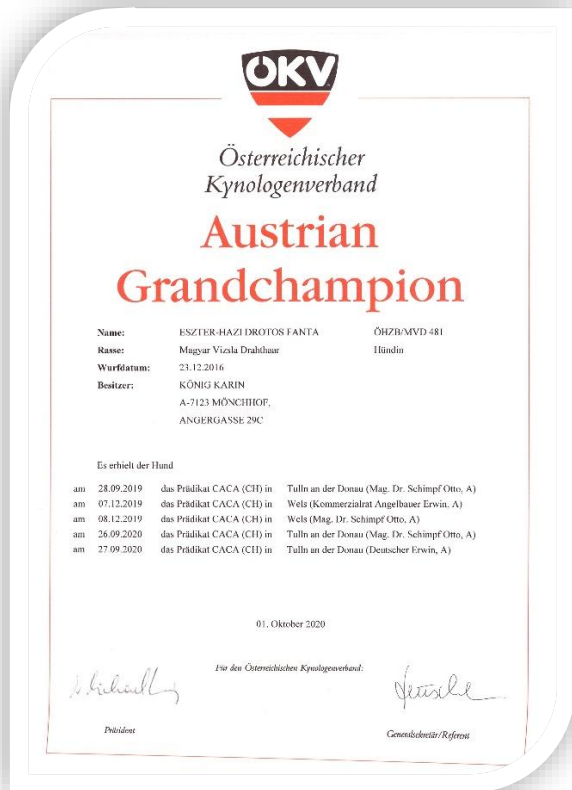 ÖKV
Österreichischer
Kynologenverband
Austrian
Grandchampion
Name: ESZTER-HAZI DROTOS FANTA ÖHZB/MVD 481
Rasse: Magyar Vizsla Drahthaar Hündin
Wurfdatum: 23.12.2016
Besitzer: KÖNIG KARIN
A-7123 MÖNCHHOF,
ANGERGASSE 29C
Es erhielt der Hund
am 28.09.2019 das Prädikat CACA (CH) in Tulln an der Donau (Mag. Dr. Schimpf Otto, A)
am 07.12.2019 das Prädikat CACA (CH) in Wels (Kommerzialrat Angelbauer Erwin, A)
am 08.12.2019 das Prädikat CACA (CH) in Wels (Mag. Dr. Schimpf Otto, A)
am 26.09.2020 das Prädikat CACA (CH) in Tulln an der Donau (Mag. Dr. Schimpf Otto, A)
am 27.09.2020 das Prädikat CACA (CH) in Tulln an der Donau (Deutscher Erwin, A)
01. Oktober 2020
Für den Österreichischen Kynologenverband:
Präsident Generalsekretär/Referent